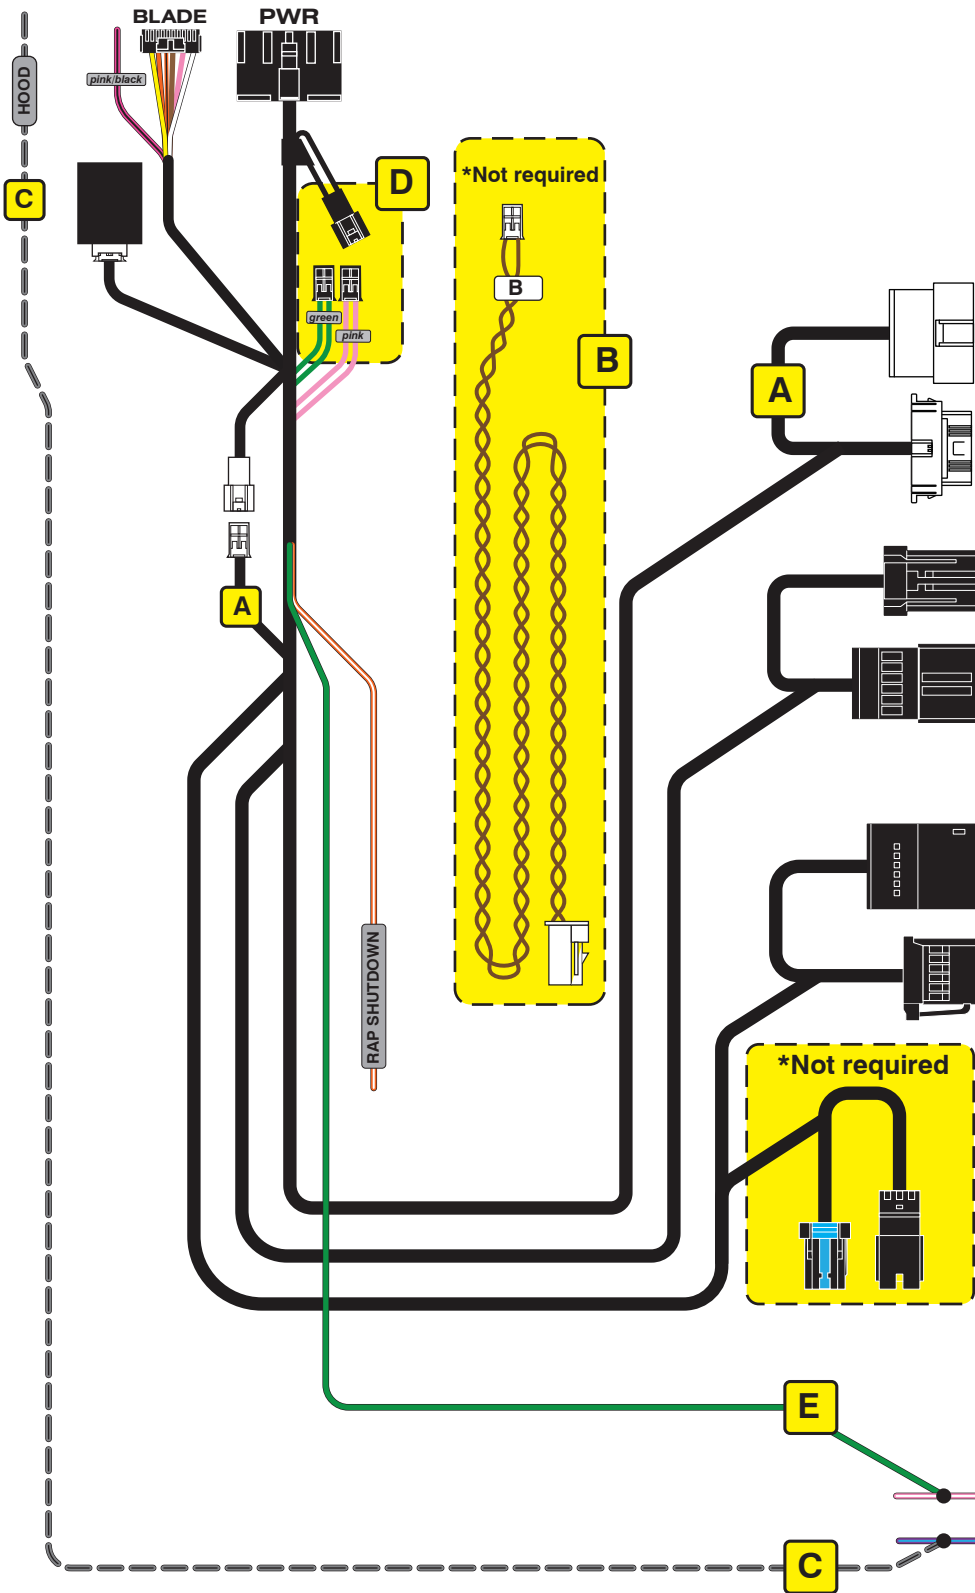 BLADE
PWR
HOOD
pink/black
C
D
*Not required
B
green
pink
B
A
A
RAP SHUTDOWN
*Not required
E
C